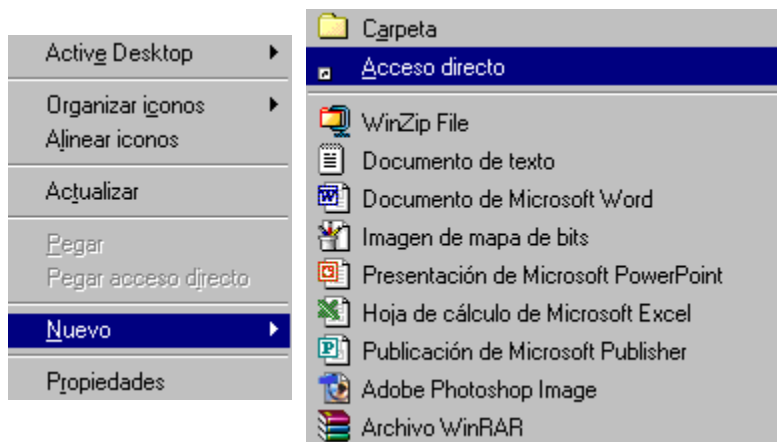 Active Desktop
Organizar iconos
Alinear iconos
Actualizar
Pegar
Pegar acceso directo
Nuevo
Propiedades
Carpeta
Acceso directo
WinZip File
Documento de texto
Documento de Microsoft Word
Imagen de mapa de bits
Presentación de Microsoft PowerPoint
Hoja de cálculo de Microsoft Excel
Publicación de Microsoft Publisher
Adobe Photoshop Image
Archivo WinRAR